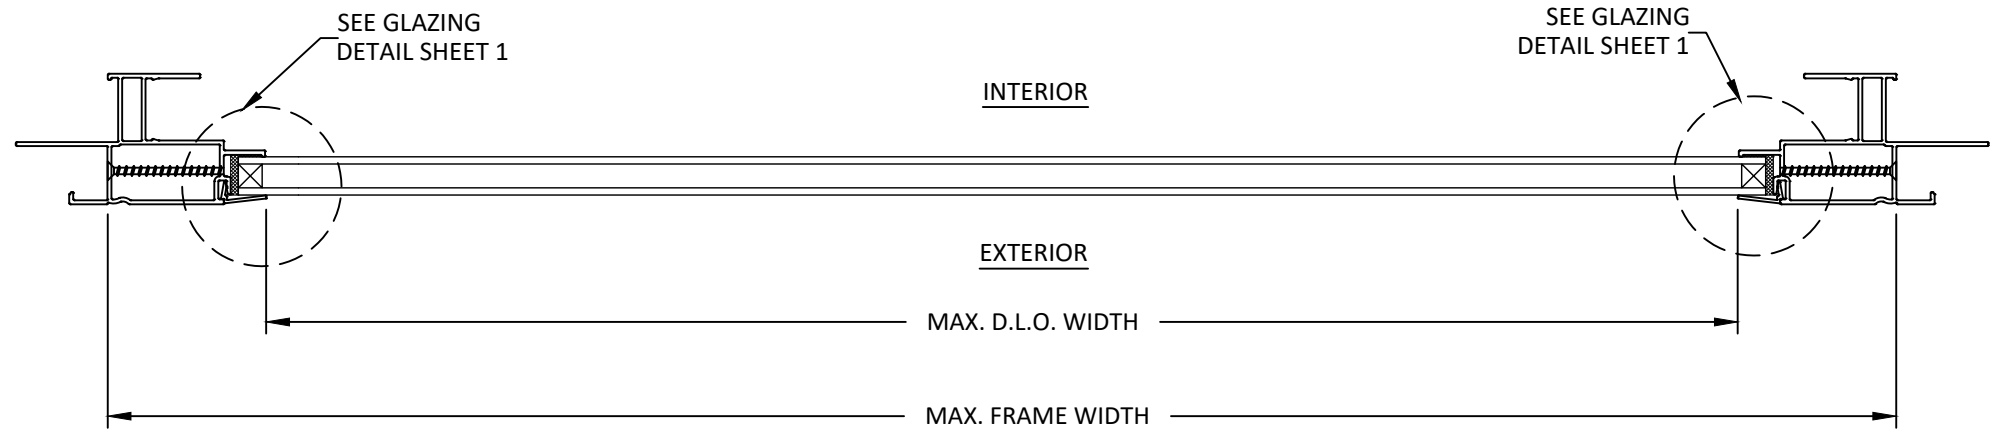 SEE GLAZING
DETAIL SHEET 1
SEE GLAZING
DETAIL SHEET 1
INTERIOR
EXTERIOR
MAX. D.L.O. WIDTH
MAX. FRAME WIDTH